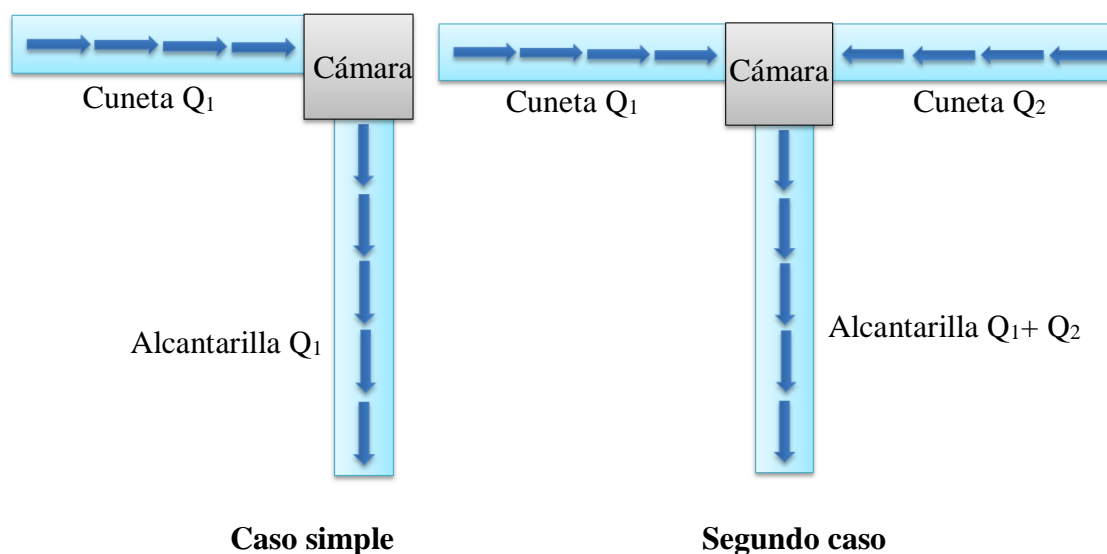 Cámara
Cuneta Q₁
Alcantarilla Q₁
Caso simple
Cámara
Cuneta Q₁
Cuneta Q₂
Alcantarilla Q₁+ Q₂
Segundo caso